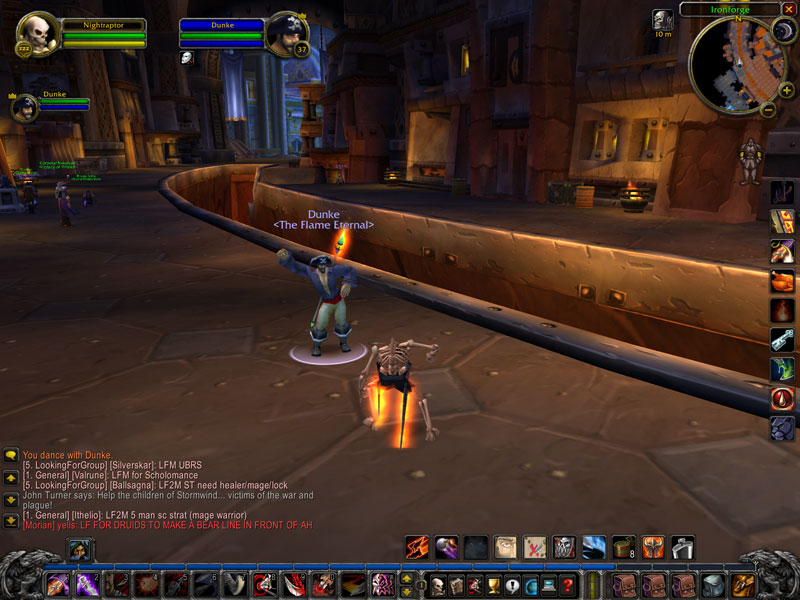 Nightraptor
Dunke
zzz
37
Dunke
Ironforge
N
10 m
Dunke
<The Flame Eternal>
You dance with Dunke.
[5. LookingForGroup] [Silverskar]: LFM UBRS
[1. General] [Valrune]: LFM for Scholomance
[5. LookingForGroup] [Ballsagna]: LF2M ST need healer/mage/lock
John Turner says: Help the children of Stormwind... victims of the war and
plague!
[1. General] [Ithelio]: LF2M 5 man sc strat (mage warrior)
[Morian] yells: LF FOR DRUIDS TO MAKE A BEAR LINE IN FRONT OF AH
8